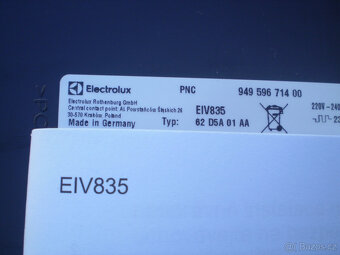 Electrolux PNC 949 596 714 00
Electrolux Rothenburg GmbH
Central contact point: Al. Powstańców Śląskich 26
30-570 Kraków, Poland
EIV835
220V-240
Made in Germany Typ: 62 D5A 01 AA
EIV835